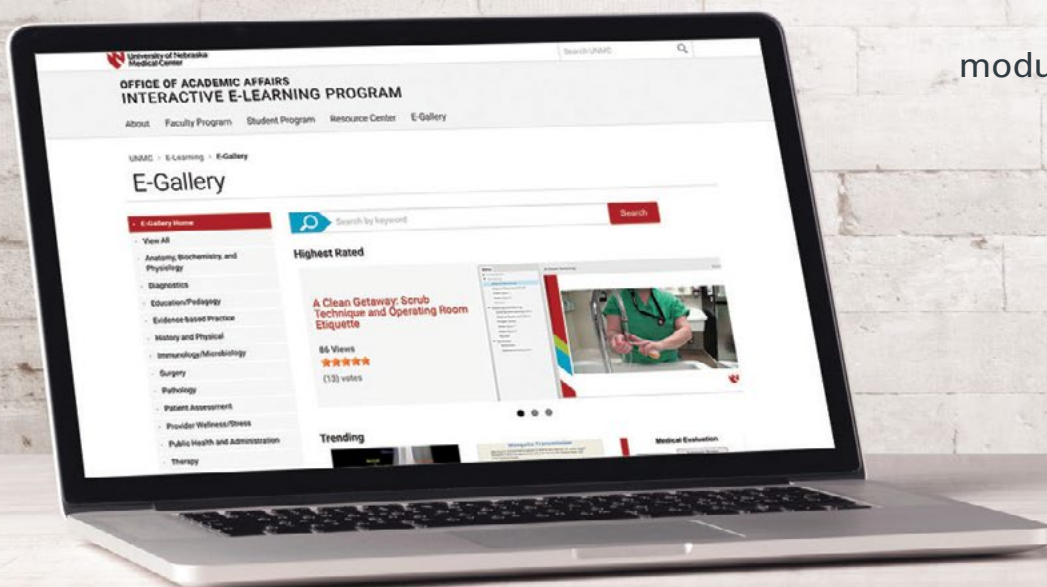 University of Nebraska
Medical Center
Search UNMC
OFFICE OF ACADEMIC AFFAIRS
INTERACTIVE E-LEARNING PROGRAM
About Faculty Program Student Program Resource Center E-Gallery
UNMC > E-Learning > E-Gallery
E-Gallery
E-Gallery Home
View All
Anatomy, Biochemistry, and
Physiology
Diagnostics
Education/Pedagogy
Evidence-based Practice
History and Physical
Immunology/Microbiology
Surgery
Pathology
Patient Assessment
Provider Wellness/Stress
Public Health and Administration
Therapy
Search by keyword
Search
Highest Rated
A Clean Getaway: Scrub
Technique and Operating Room
Etiquette
86 Views
(13) votes
Trending
Mosquito Transmission
Medical Evaluation
modu